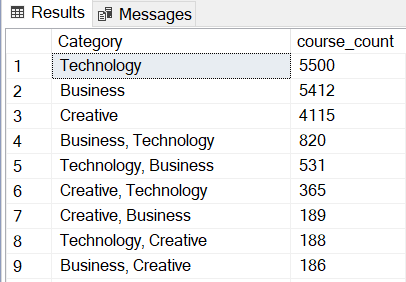 Results Messages
Category course_count
1 Technology 5500
2 Business 5412
3 Creative 4115
4 Business, Technology 820
5 Technology, Business 531
6 Creative, Technology 365
7 Creative, Business 189
8 Technology, Creative 188
9 Business, Creative 186